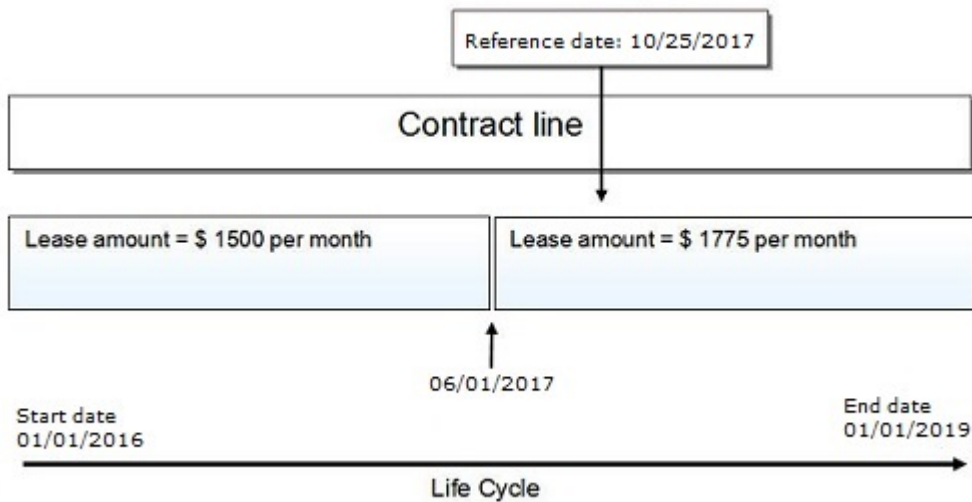 Reference date: 10/25/2017
Contract line
Lease amount = $ 1500 per month
Lease amount = $ 1775 per month
06/01/2017
Start date
01/01/2016
End date
01/01/2019
Life Cycle